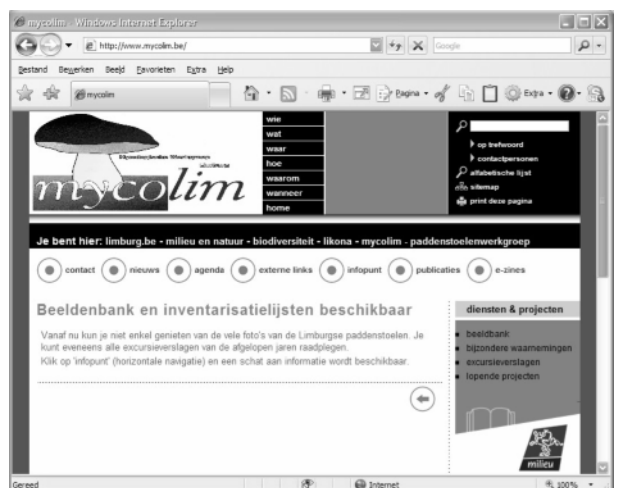 mycolim - Windows Internet Explorer
http://www.mycolim.be/
Google
Bestand Bewerken Beeld Favorieten Extra Help
mycolim
Pagina
Extra
mycolim
wie
wat
waar
hoe
waarom
wanneer
home
op trefwoord
contactpersonen
alfabetische lijst
sitemap
print deze pagina
Je bent hier: limburg.be - milieu en natuur - biodiversiteit - likona - mycolim - paddenstoelenwerkgroep
contact nieuws agenda externe links infopunt publicaties e-zines
Beeldenbank en inventarisatielijsten beschikbaar
Vanaf nu kun je niet enkel genieten van de vele foto's van de Limburgse paddenstoelen. Je
kunt eveneens alle excursieverslagen van de afgelopen jaren raadplegen.
Klik op 'infopunt' (horizontale navigatie) en een schat aan informatie wordt beschikbaar.
diensten & projecten
beeldbank
bijzondere waarnemingen
excursieverslagen
lopende projecten
milieu
Gereed
Internet
100%